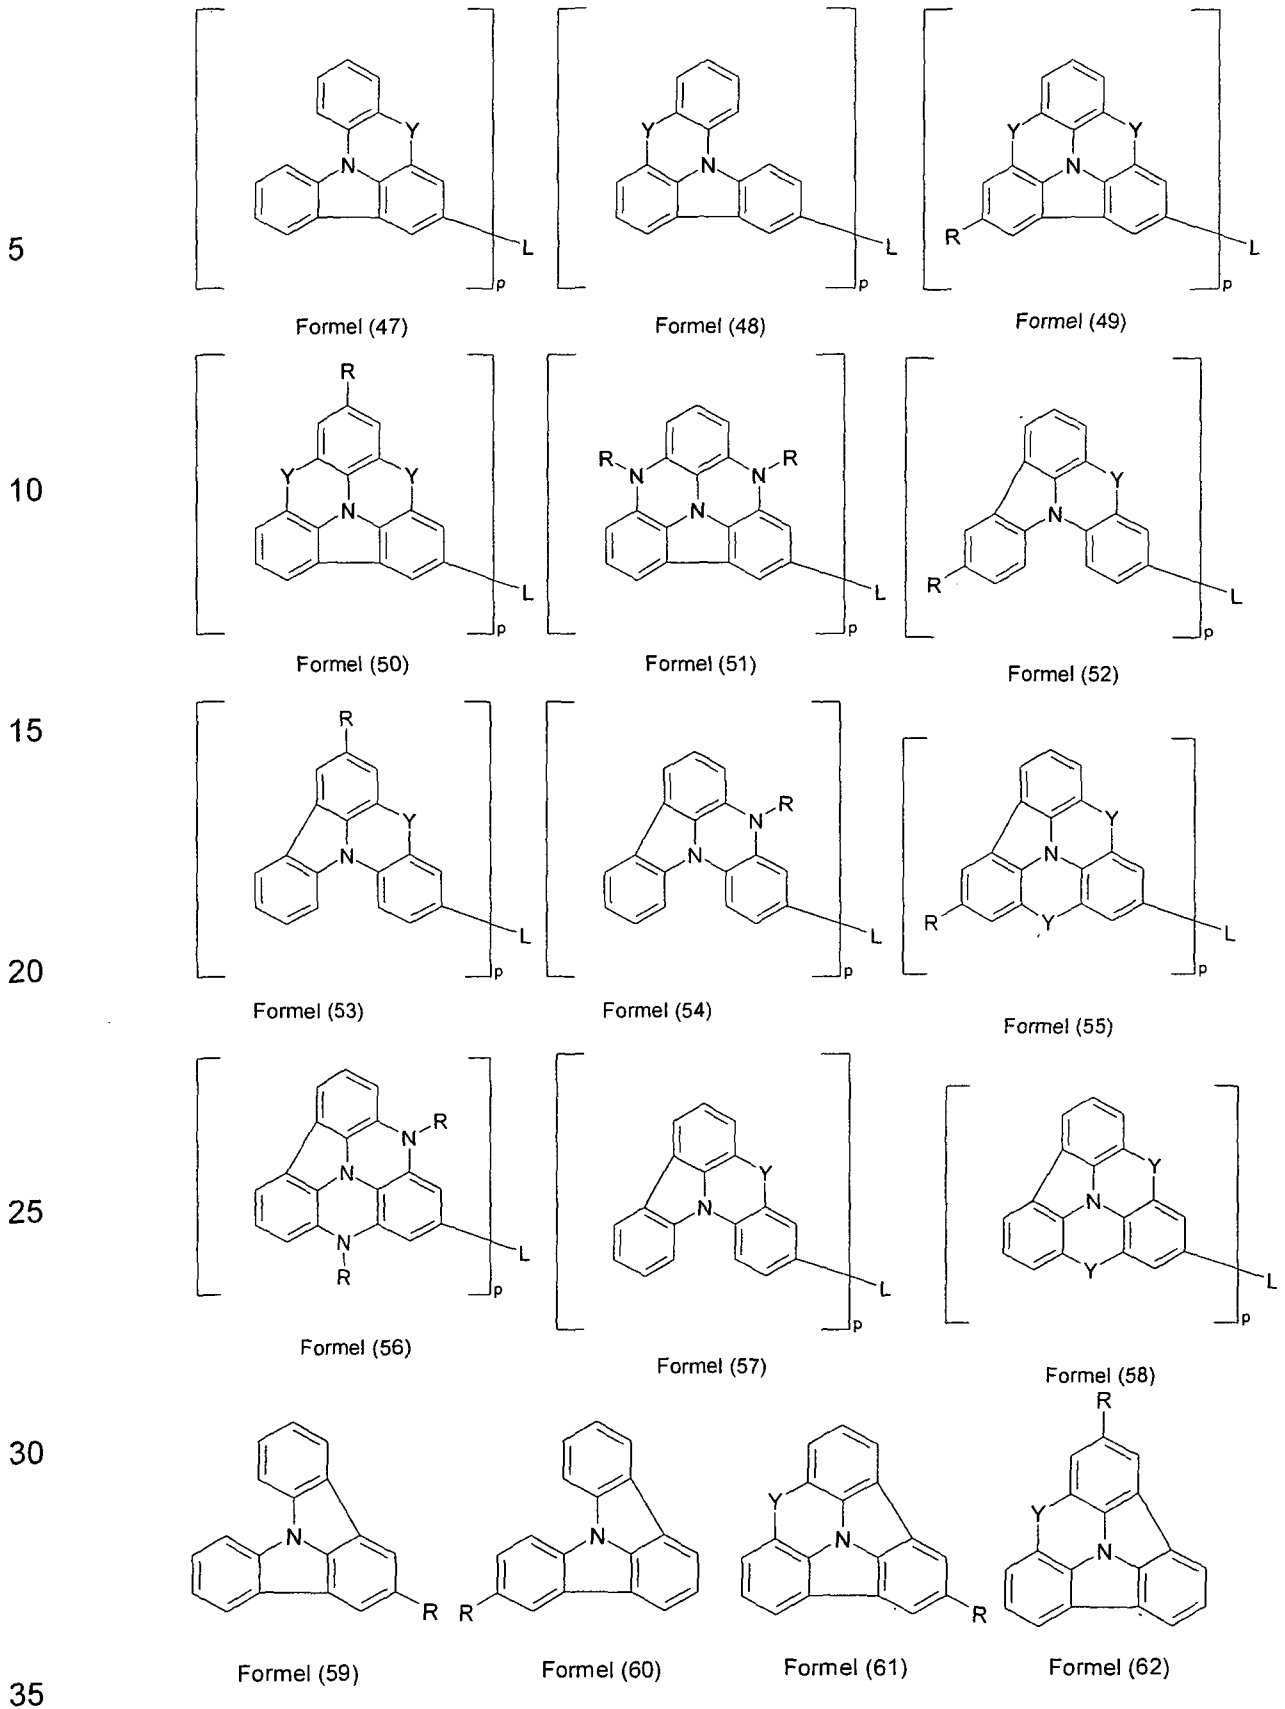 Y
N
L
p
Formel (47)
Y
N
L
p
Formel (48)
Y Y
N
R
L
p
Formel (49)
5
R
Y Y
N
L
p
Formel (50)
R N N R
N
L
p
Formel (51)
Y
N
R
L
p
Formel (52)
10
R
Y
N
L
p
Formel (53)
15
N R
N
L
p
Formel (54)
Y
N
R
Y
L
p
Formel (55)
20
N R
N
N
R
L
p
Formel (56)
Y
N
L
p
Formel (57)
Y
N
Y
L
p
Formel (58)
25
N
R
Formel (59)
30
N
R
Formel (60)
Y
N
R
Formel (61)
R
Y
N
Formel (62)
35